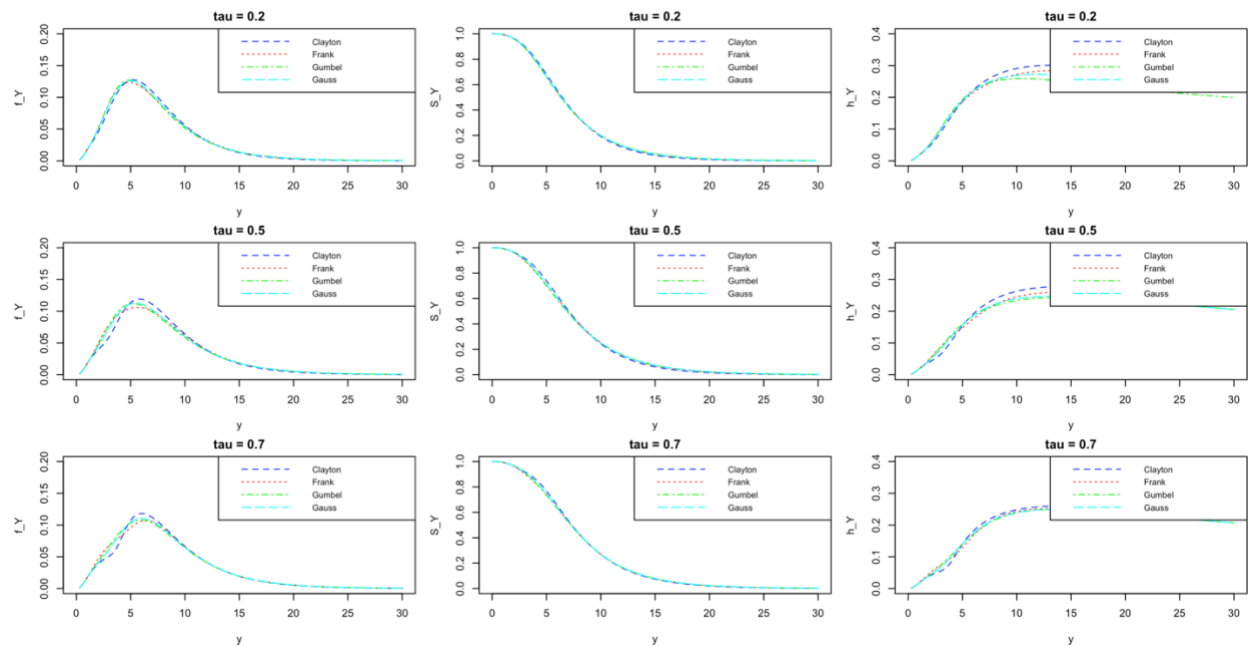 tau = 0.2
f_Y
0.00 0.05 0.10 0.15 0.20
Clayton
Frank
Gumbel
Gauss
0 5 10 15 20 25 30
y
tau = 0.2
S_Y
0.0 0.2 0.4 0.6 0.8 1.0
Clayton
Frank
Gumbel
Gauss
0 5 10 15 20 25 30
y
tau = 0.2
h_Y
0.0 0.1 0.2 0.3 0.4
Clayton
Frank
Gumbel
Gauss
0 5 10 15 20 25 30
y
tau = 0.5
f_Y
0.00 0.05 0.10 0.15 0.20
Clayton
Frank
Gumbel
Gauss
0 5 10 15 20 25 30
y
tau = 0.5
S_Y
0.0 0.2 0.4 0.6 0.8 1.0
Clayton
Frank
Gumbel
Gauss
0 5 10 15 20 25 30
y
tau = 0.5
h_Y
0.0 0.1 0.2 0.3 0.4
Clayton
Frank
Gumbel
Gauss
0 5 10 15 20 25 30
y
tau = 0.7
f_Y
0.00 0.05 0.10 0.15 0.20
Clayton
Frank
Gumbel
Gauss
0 5 10 15 20 25 30
y
tau = 0.7
S_Y
0.0 0.2 0.4 0.6 0.8 1.0
Clayton
Frank
Gumbel
Gauss
0 5 10 15 20 25 30
y
tau = 0.7
h_Y
0.0 0.1 0.2 0.3 0.4
Clayton
Frank
Gumbel
Gauss
0 5 10 15 20 25 30
y